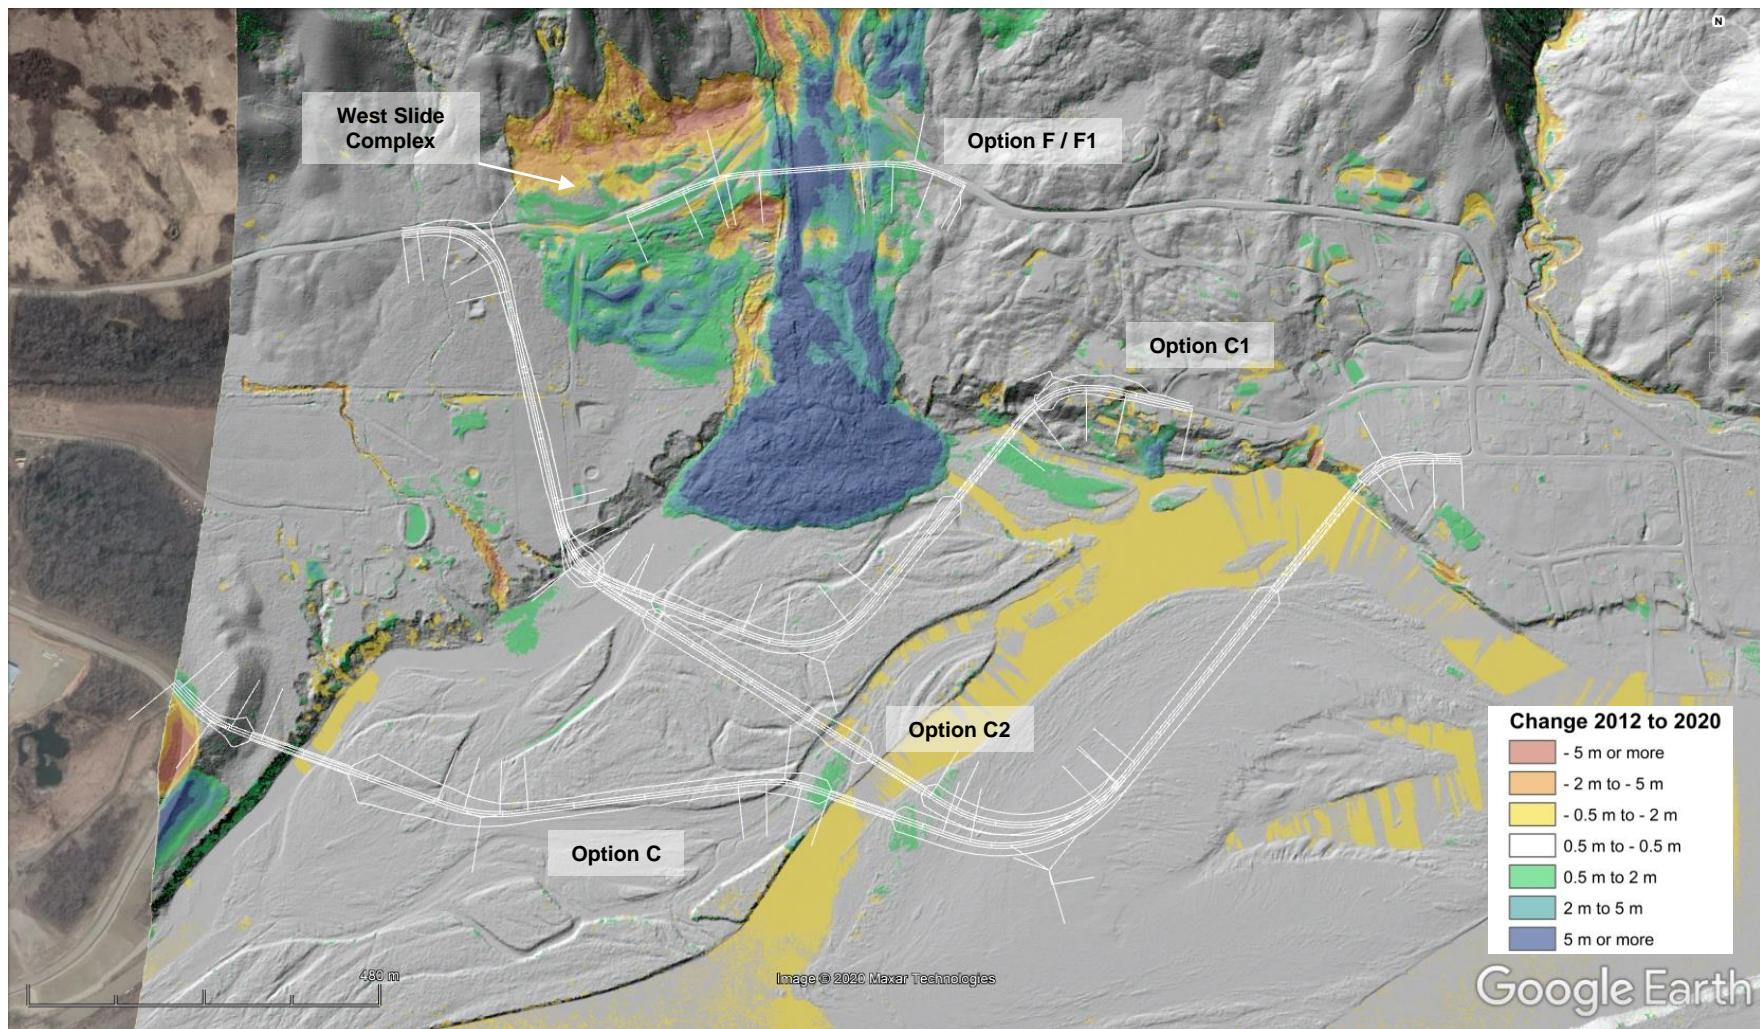 N
West Slide
Complex
Option F / F1
Option C1
Option C2
Option C
Change 2012 to 2020
- 5 m or more
- 2 m to - 5 m
- 0.5 m to - 2 m
0.5 m to - 0.5 m
0.5 m to 2 m
2 m to 5 m
5 m or more
480 m
Image © 2020 Maxar Technologies
Google Earth